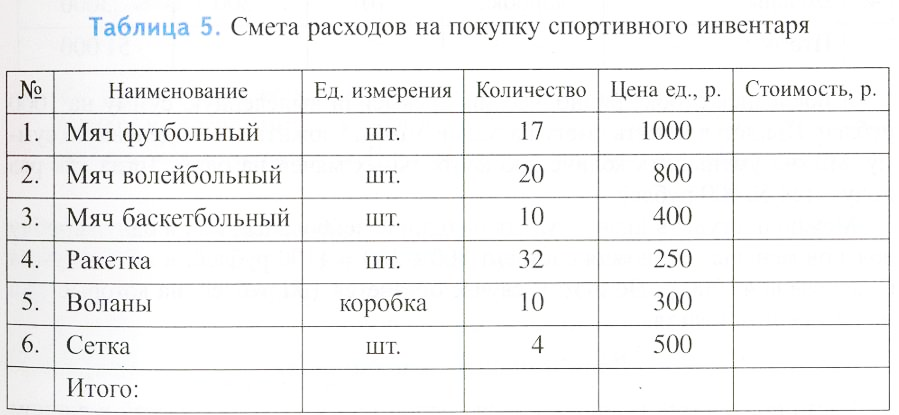 Таблица 5. Смета расходов на покупку спортивного инвентаря
№ Наименование Ед. измерения Количество Цена ед., р. Стоимость, р.
1. Мяч футбольный шт. 17 1000
2. Мяч волейбольный шт. 20 800
3. Мяч баскетбольный шт. 10 400
4. Ракетка шт. 32 250
5. Воланы коробка 10 300
6. Сетка шт. 4 500
Итого: